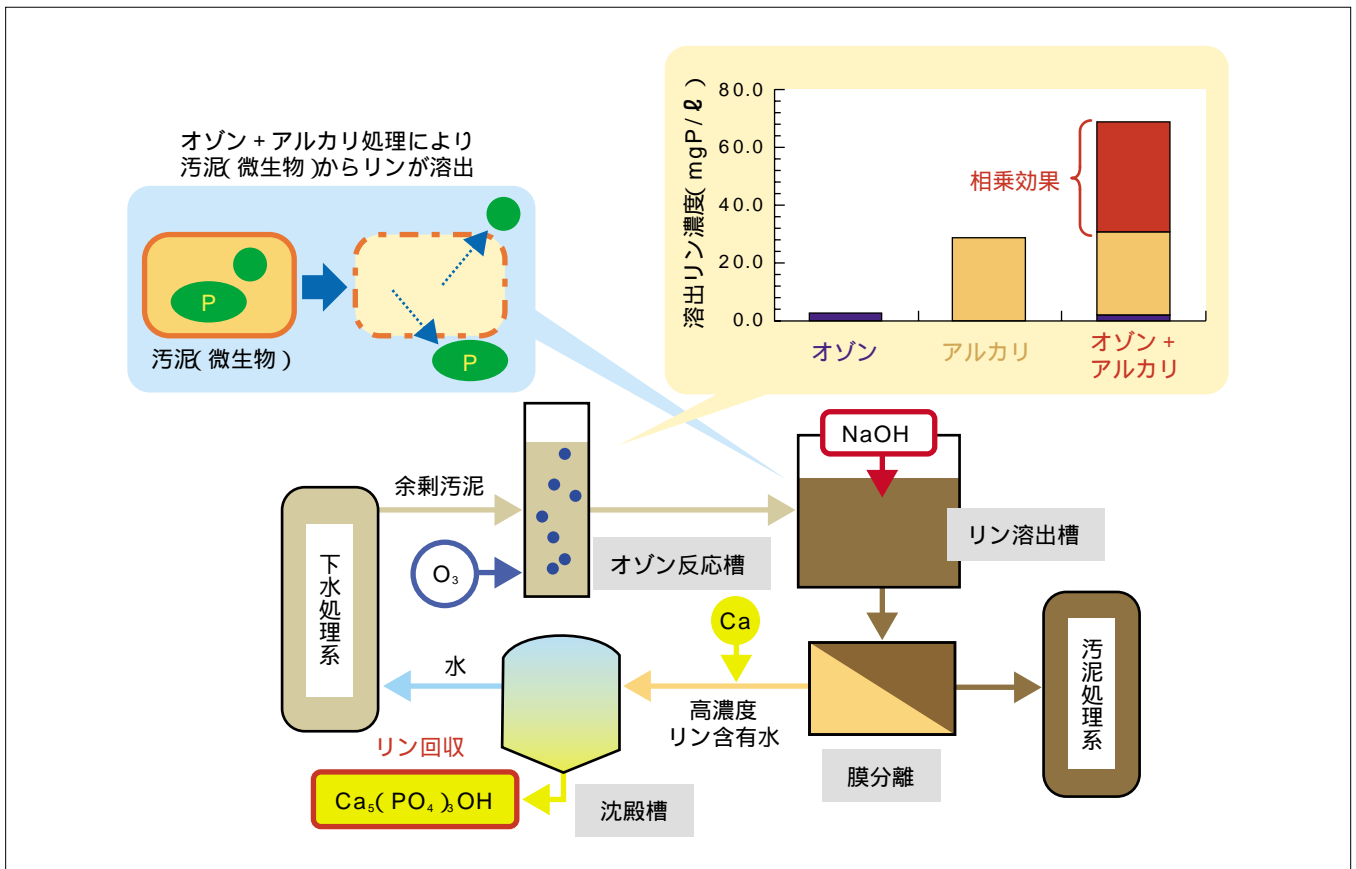 オゾン + アルカリ処理により
汚泥(微生物)からリンが溶出
P
P
汚泥(微生物)
溶出リン濃度(mgP/ℓ)
80.0
60.0
40.0
20.0
0.0
相乗効果
オゾン
アルカリ
オゾン +
アルカリ
下水処理系
余剰汚泥
O₃
オゾン反応槽
NaOH
リン溶出槽
汚泥処理系
膜分離
Ca
高濃度
リン含有水
水
沈殿槽
リン回収
Ca₅(PO₄)₃OH